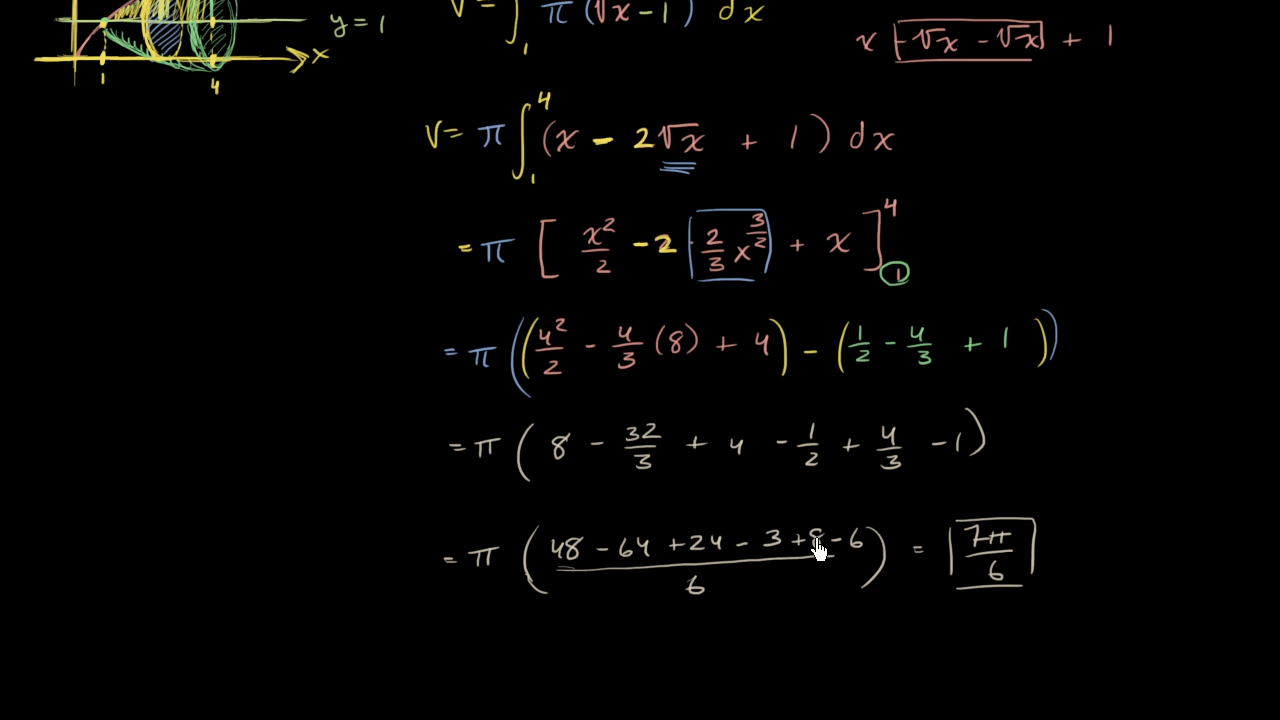 y = 1
x
1
4
V = ∫₁ π (√x - 1) dx
x - √x - √x + 1
V = π ∫₁⁴ (x - 2√x + 1) dx
= π [ x²/2 - 2 · 2/3 x^(3/2) + x ]₁⁴
= π ((4²/2 - 4/3 (8) + 4) - (1/2 - 4/3 + 1))
= π (8 - 32/3 + 4 - 1/2 + 4/3 - 1)
= π ((48 - 64 + 24 - 3 + 8 - 6)/6) = 7π/6